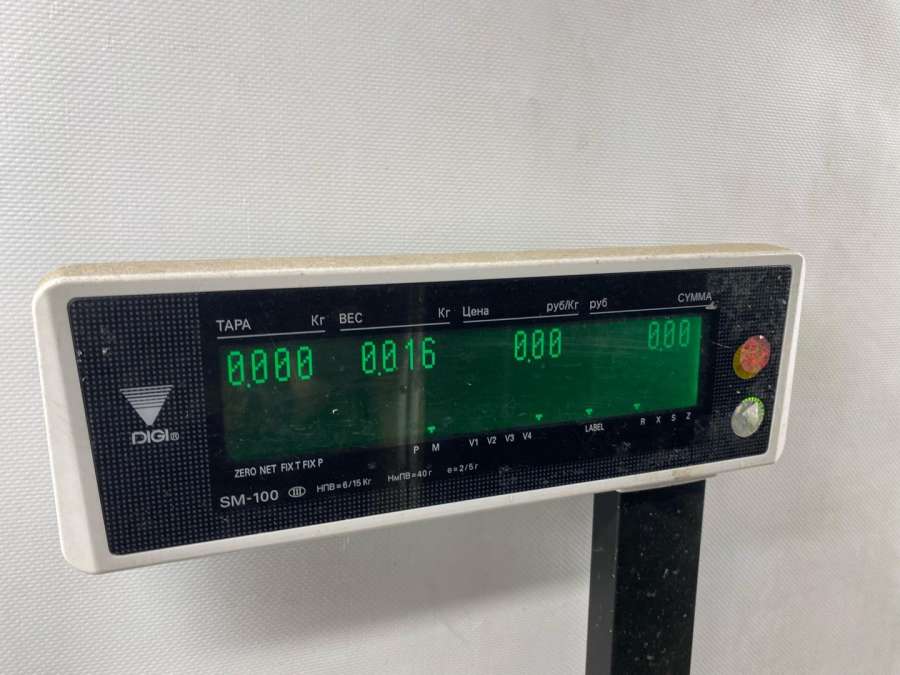 ТАРА Кг ВЕС Кг Цена руб/Кг руб СУММА
0.000 0.016 0.00 0.00
P M V1 V2 V3 V4 LABEL R X S Z
DIGI®
ZERO NET FIX T FIX P
SM-100 III НПВ=6/15 Кг НмПВ=40 г е=2/5 г